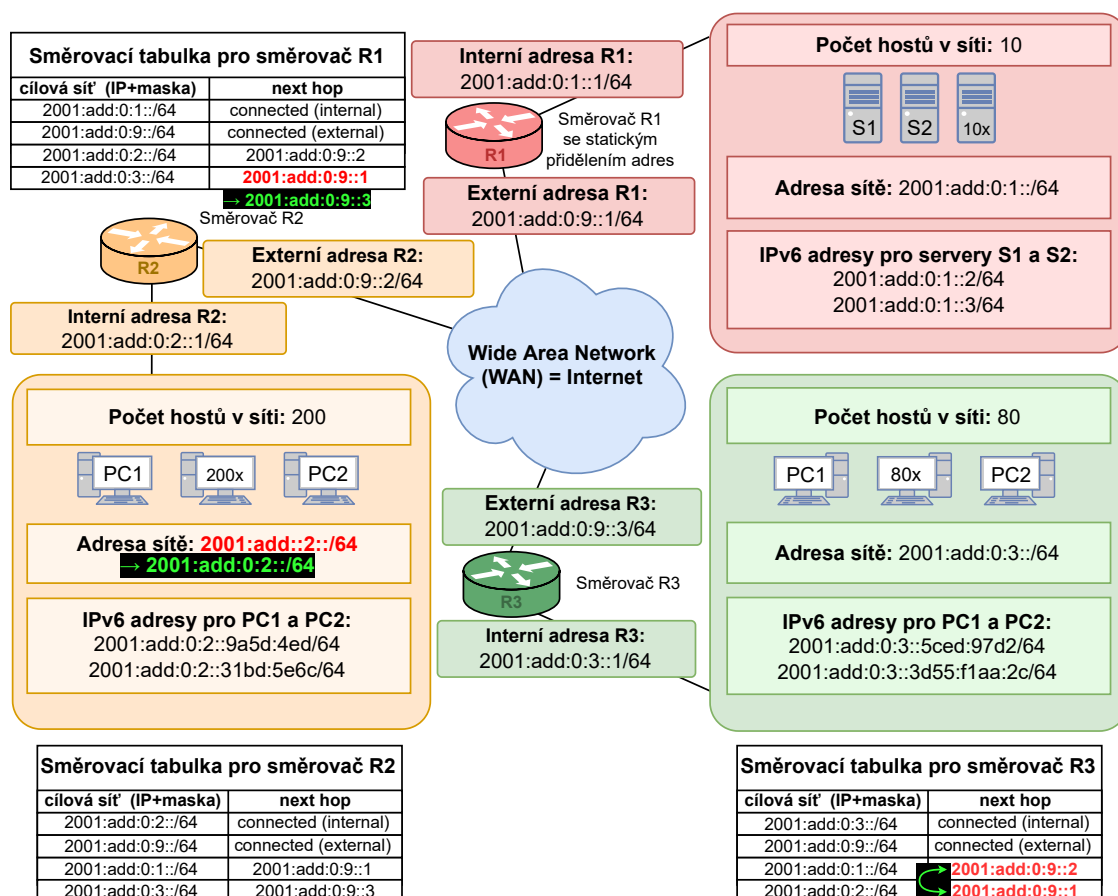 Směrovací tabulka pro směrovač R1
cílová síť (IP+maska) next hop
2001:add:0:1::/64 connected (internal)
2001:add:0:9::/64 connected (external)
2001:add:0:2::/64 2001:add:0:9::2
2001:add:0:3::/64 2001:add:0:9::1
→ 2001:add:0:9::3
Interní adresa R1:
2001:add:0:1::1/64
R1
Směrovač R1
se statickým
přidělením adres
Externí adresa R1:
2001:add:0:9::1/64
Počet hostů v síti: 10
S1 S2 10x
Adresa sítě: 2001:add:0:1::/64
IPv6 adresy pro servery S1 a S2:
2001:add:0:1::2/64
2001:add:0:1::3/64
Směrovač R2
R2
Externí adresa R2:
2001:add:0:9::2/64
Interní adresa R2:
2001:add:0:2::1/64
Wide Area Network
(WAN) = Internet
Počet hostů v síti: 200
PC1 200x PC2
Adresa sítě: 2001:add::2::/64
→ 2001:add:0:2::/64
IPv6 adresy pro PC1 a PC2:
2001:add:0:2::9a5d:4ed/64
2001:add:0:2::31bd:5e6c/64
Externí adresa R3:
2001:add:0:9::3/64
R3
Směrovač R3
Interní adresa R3:
2001:add:0:3::1/64
Počet hostů v síti: 80
PC1 80x PC2
Adresa sítě: 2001:add:0:3::/64
IPv6 adresy pro PC1 a PC2:
2001:add:0:3::5ced:97d2/64
2001:add:0:3::3d55:f1aa:2c/64
Směrovací tabulka pro směrovač R2
cílová síť (IP+maska) next hop
2001:add:0:2::/64 connected (internal)
2001:add:0:9::/64 connected (external)
2001:add:0:1::/64 2001:add:0:9::1
2001:add:0:3::/64 2001:add:0:9::3
Směrovací tabulka pro směrovač R3
cílová síť (IP+maska) next hop
2001:add:0:3::/64 connected (internal)
2001:add:0:9::/64 connected (external)
2001:add:0:1::/64 2001:add:0:9::2
2001:add:0:2::/64 2001:add:0:9::1